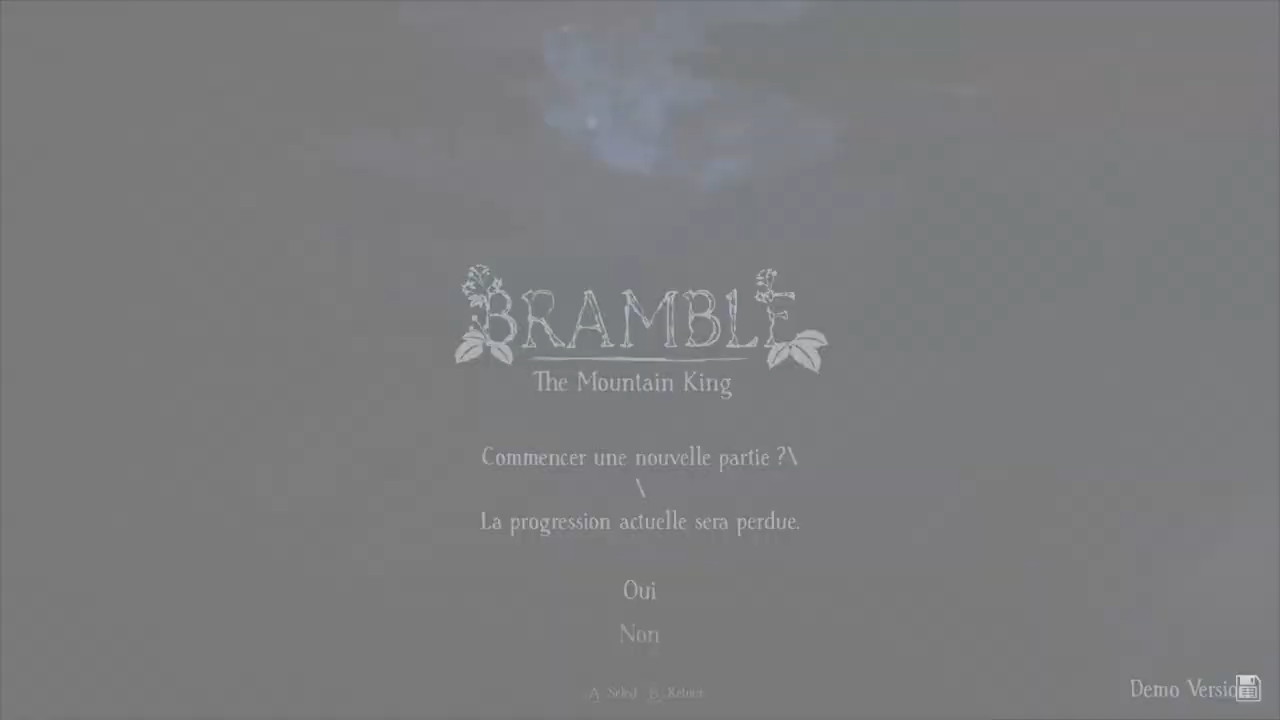 BRAMBLE
The Mountain King
Commencer une nouvelle partie ?\
\
La progression actuelle sera perdue.
Oui
Non
A Select B Return
Demo Versio